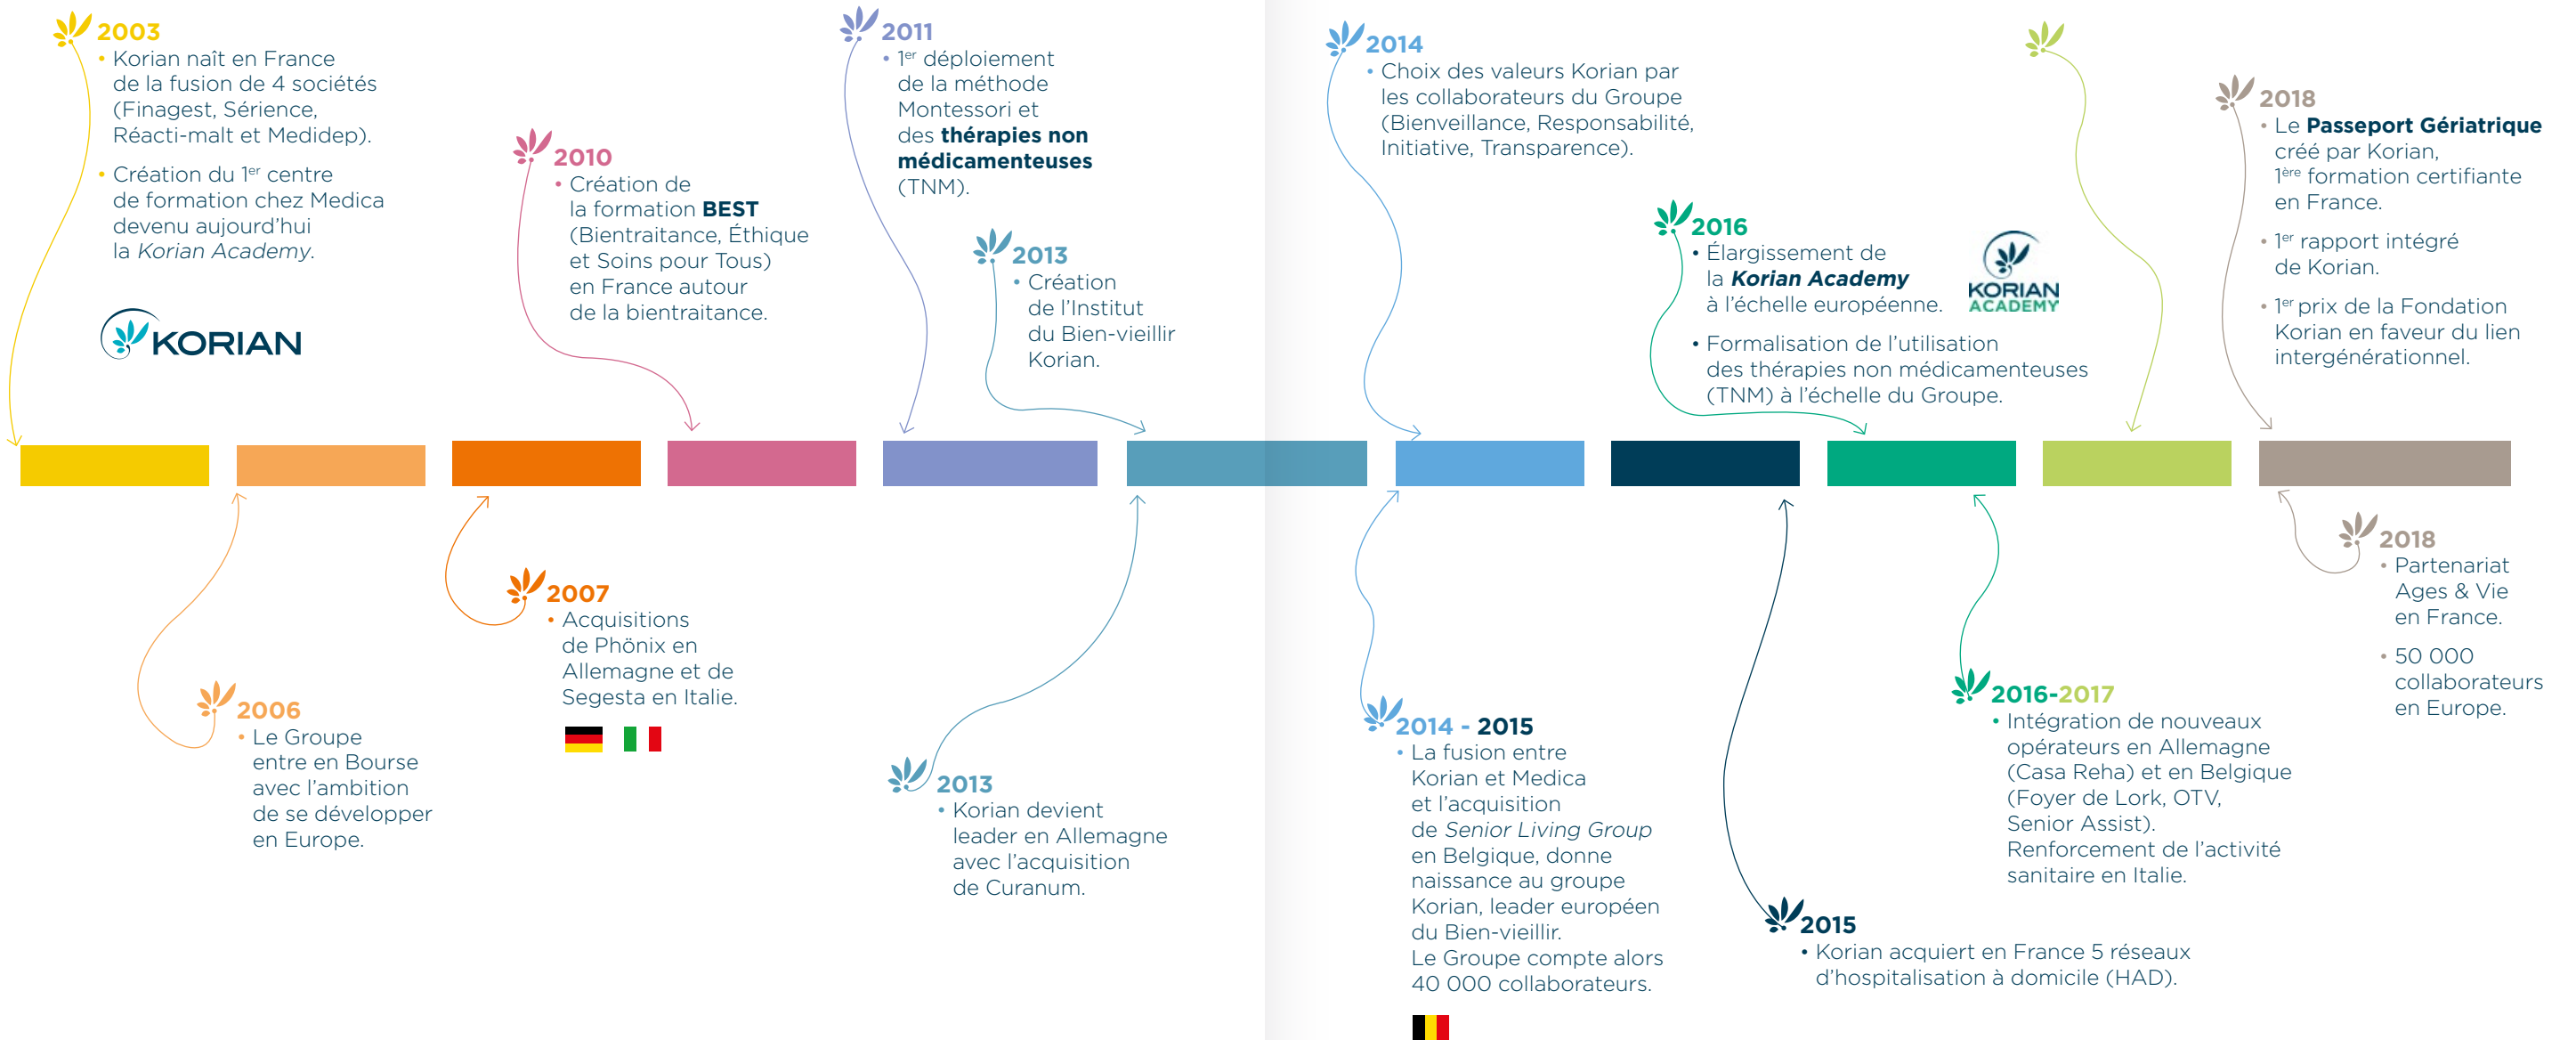 2003
• Korian naît en France
de la fusion de 4 sociétés
(Finagest, Sérience,
Réacti-malt et Medidep).
• Création du 1er centre
de formation chez Medica
devenu aujourd’hui
la Korian Academy.
KORIAN
2010
• Création de
la formation BEST
(Bientraitance, Éthique
et Soins pour Tous)
en France autour
de la bientraitance.
2011
• 1er déploiement
de la méthode
Montessori et
des thérapies non
médicamenteuses
(TNM).
2013
• Création
de l’Institut
du Bien-vieillir
Korian.
2014
• Choix des valeurs Korian par
les collaborateurs du Groupe
(Bienveillance, Responsabilité,
Initiative, Transparence).
2016
• Élargissement de
la Korian Academy
à l’échelle européenne.
• Formalisation de l’utilisation
des thérapies non médicamenteuses
(TNM) à l’échelle du Groupe.
KORIAN
ACADEMY
2018
• Le Passeport Gériatrique
créé par Korian,
1ère formation certifiante
en France.
• 1er rapport intégré
de Korian.
• 1er prix de la Fondation
Korian en faveur du lien
intergénérationnel.
2006
• Le Groupe
entre en Bourse
avec l’ambition
de se développer
en Europe.
2007
• Acquisitions
de Phönix en
Allemagne et de
Segesta en Italie.
2013
• Korian devient
leader en Allemagne
avec l’acquisition
de Curanum.
2014 - 2015
• La fusion entre
Korian et Medica
et l’acquisition
de Senior Living Group
en Belgique, donne
naissance au groupe
Korian, leader européen
du Bien-vieillir.
Le Groupe compte alors
40 000 collaborateurs.
2015
• Korian acquiert en France 5 réseaux
d’hospitalisation à domicile (HAD).
2016-2017
• Intégration de nouveaux
opérateurs en Allemagne
(Casa Reha) et en Belgique
(Foyer de Lork, OTV,
Senior Assist).
Renforcement de l’activité
sanitaire en Italie.
2018
• Partenariat
Ages & Vie
en France.
• 50 000
collaborateurs
en Europe.